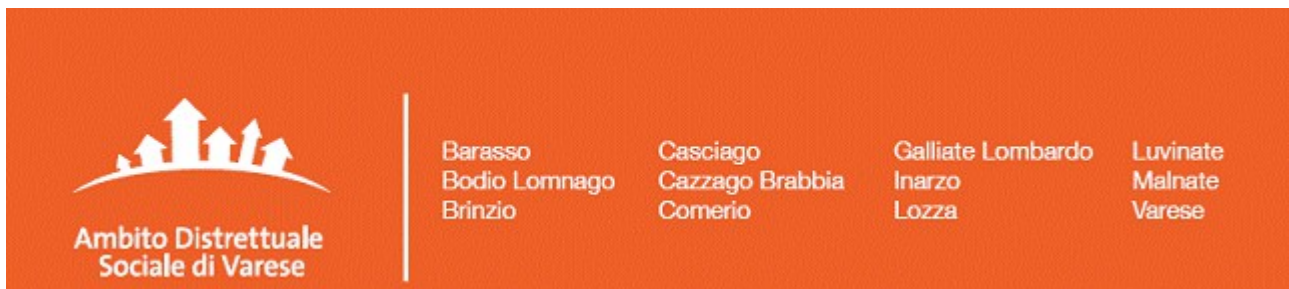 Ambito Distrettuale
Sociale di Varese
Barasso
Bodio Lomnago
Brinzio
Casciago
Cazzago Brabbia
Comerio
Galliate Lombardo
Inarzo
Lozza
Luvinate
Malnate
Varese